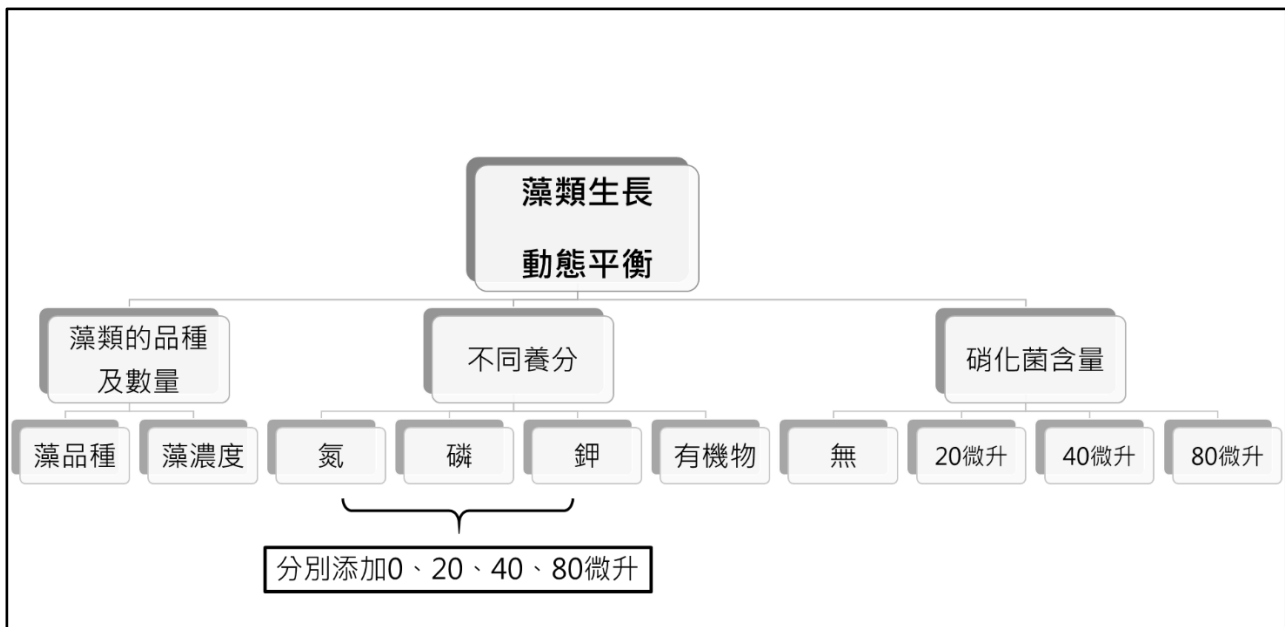 藻類生長
動態平衡
藻類的品種
及數量
不同養分
硝化菌含量
藻品種
藻濃度
氮
磷
鉀
有機物
無
20微升
40微升
80微升
分別添加0、20、40、80微升